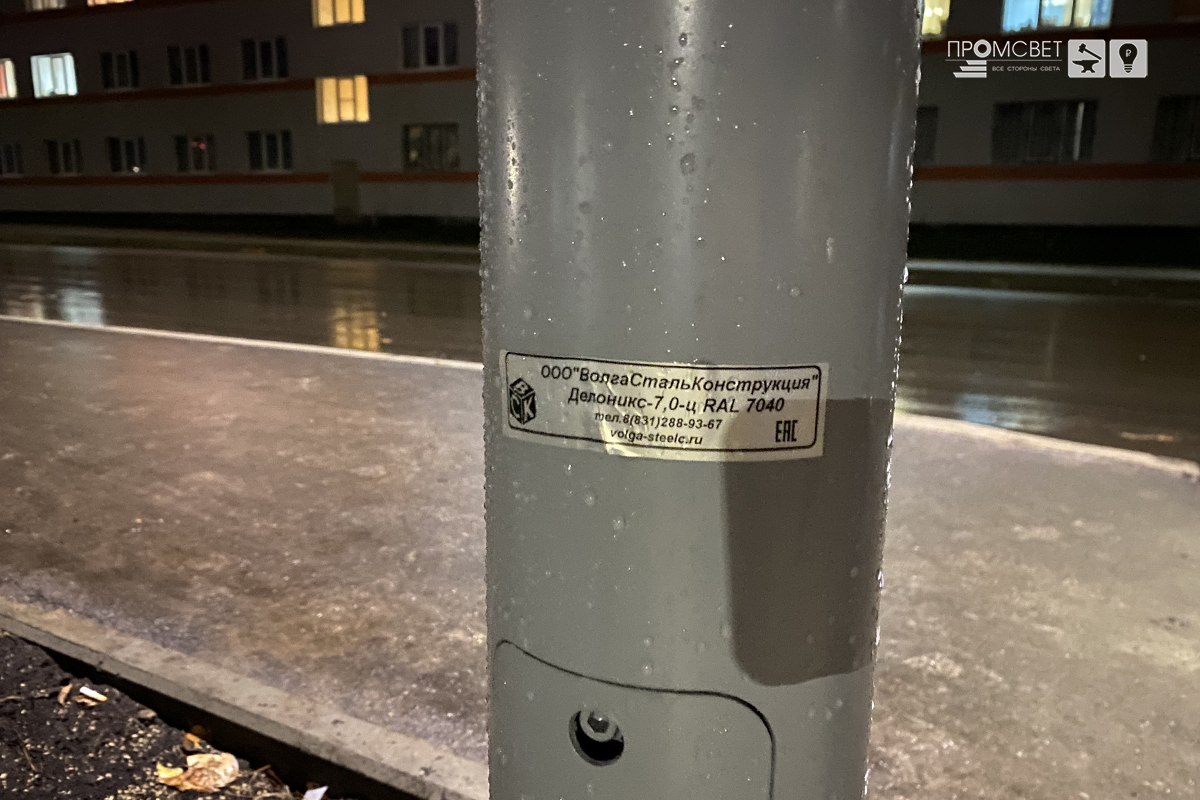 ПРОМСВЕТ
ВСЕ СТОРОНЫ СВЕТА
ООО"ВолгаСтальКонструкция"
ВСК
Делоникс-7,0-ц RAL 7040
тел.8(831)288-93-67
volga-steelc.ru
EAC